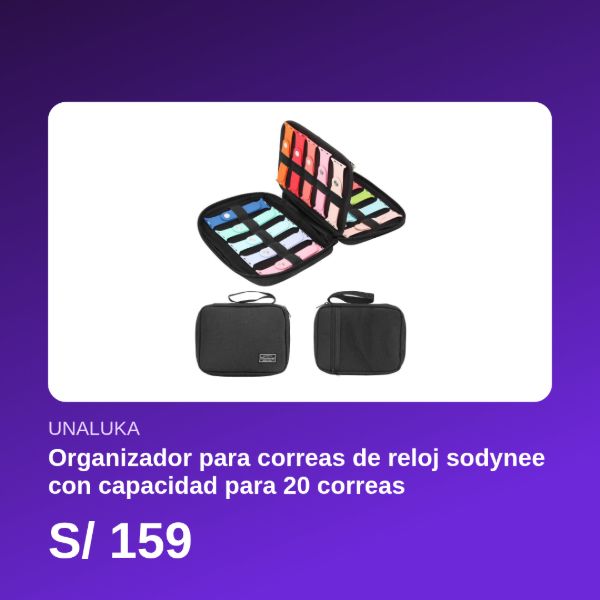 UNALUKA
Organizador para correas de reloj sodynee
con capacidad para 20 correas
S/ 159